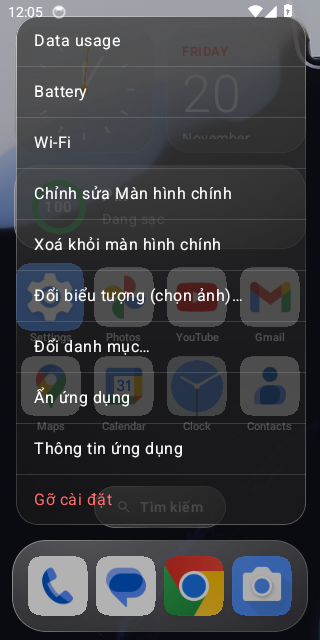 12:05
Data usage
FRIDAY
20
November
Battery
Wi-Fi
Chỉnh sửa Màn hình chính
100
Đang sạc
Xoá khỏi màn hình chính
Đổi biểu tượng (chọn ảnh)...
Settings
Photos
YouTube
Gmail
Đổi danh mục...
31
Ẩn ứng dụng
Maps
Calendar
Clock
Contacts
Thông tin ứng dụng
Gỡ cài đặt
Tìm kiếm